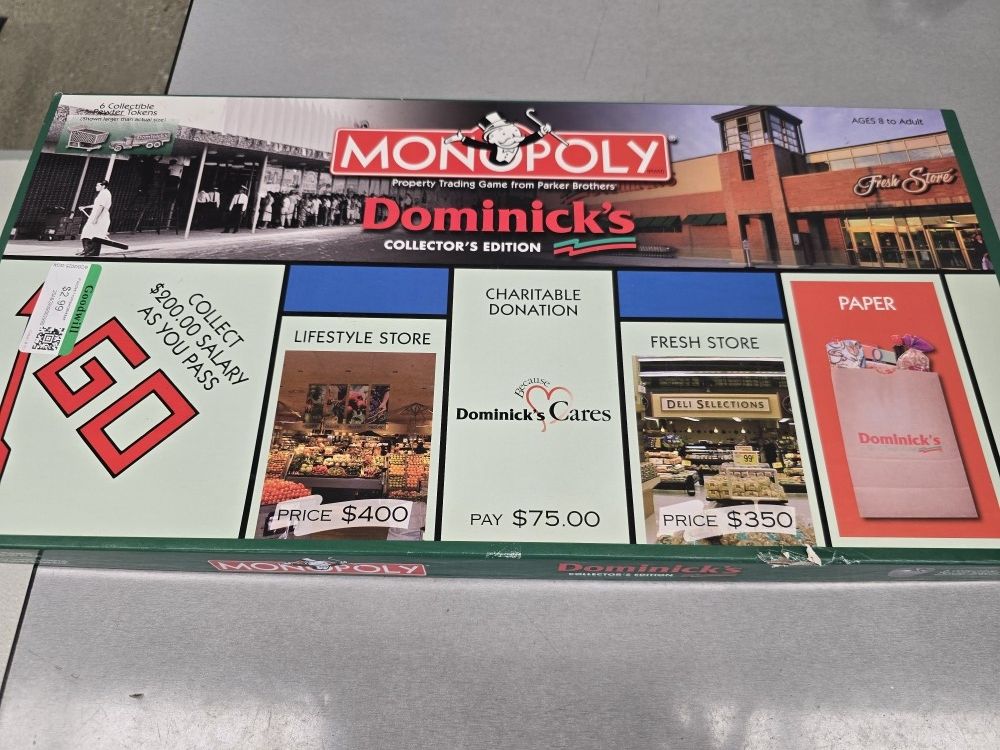 6 Collectible
Pewter Tokens
(Shown larger than actual size)
AGES 8 to Adult
MONOPOLY
Property Trading Game from Parker Brothers
Fresh Store
Dominick's
COLLECTOR'S EDITION
Goodwill
$2.99
COLLECT
$200.00 SALARY
AS YOU PASS
GO
LIFESTYLE STORE
PRICE $400
CHARITABLE
DONATION
Because
Dominick's Cares
PAY $75.00
FRESH STORE
DELI SELECTIONS
99¢
PRICE $350
PAPER
Dominick's
MONOPOLY
Dominick's
COLLECTOR'S EDITION